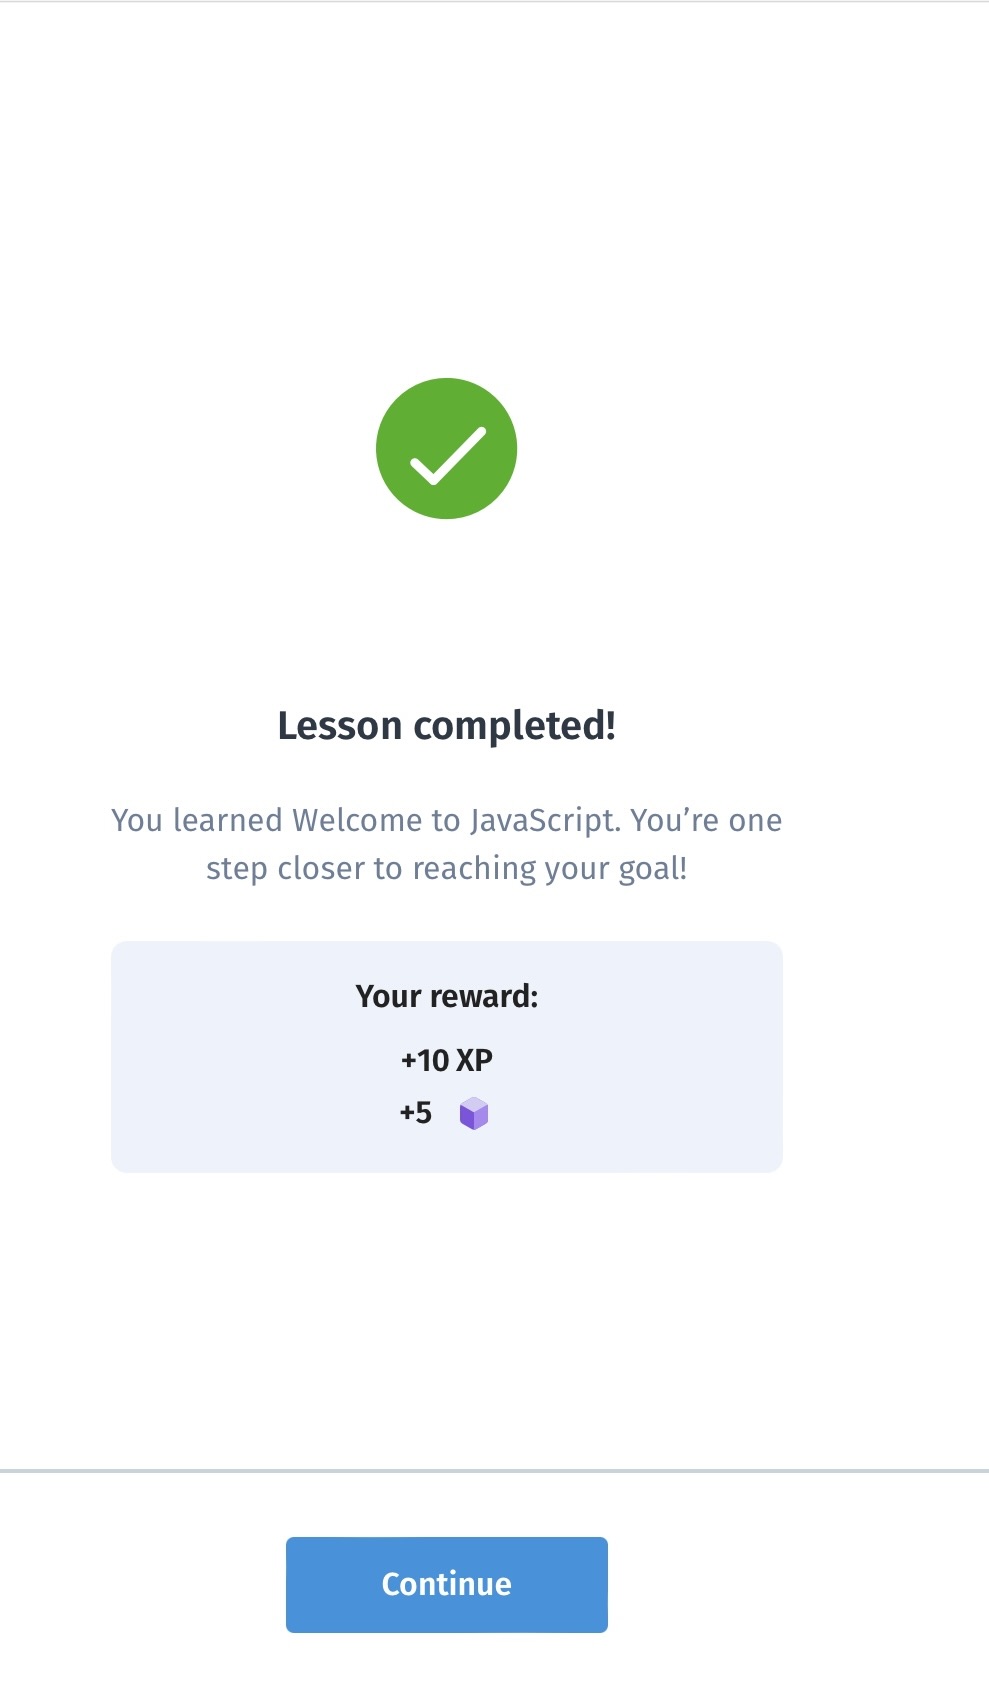 Lesson completed!
You learned Welcome to JavaScript. You’re one
step closer to reaching your goal!
Your reward:
+10 XP
+5
Continue